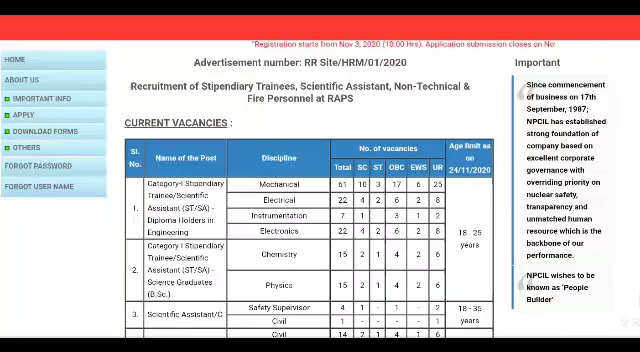 "Registration starts from Nov 3, 2020 (10:00 Hrs). Application submission closes on No
HOME
ABOUT US
IMPORTANT INFO
APPLY
DOWNLOAD FORMS
OTHERS
FORGOT PASSWORD
FORGOT USER NAME
Advertisement number: RR Site/HRM/01/2020
Recruitment of Stipendiary Trainees, Scientific Assistant, Non-Technical &
Fire Personnel at RAPS
CURRENT VACANCIES :
Sl. No. Name of the Post Discipline No. of vacancies Age limit as on 24/11/2020
Total SC ST OBC EWS UR
1. Category-I Stipendiary Trainee/Scientific Assistant (ST/SA) - Diploma Holders in Engineering
Mechanical 61 10 3 17 6 25
Electrical 22 4 2 6 2 8
Instrumentation 7 1 3 1 2
Electronics 22 4 2 6 2 8
18 - 25 years
2. Category-I Stipendiary Trainee/Scientific Assistant (ST/SA) - Science Graduates (B.Sc.)
Chemistry 15 2 1 4 2 6
Physics 15 2 1 4 2 6
3. Scientific Assistant/C
Safety Supervisor 4 1 - 1 - 2
Civil 1 - - - - 1
18 - 35 years
Civil 14 2 1 4 1 6
Important
Since commencement
of business on 17th
September, 1987;
NPCIL has established
strong foundation of
company based on
excellent corporate
governance with
overriding priority on
nuclear safety,
transparency and
unmatched human
resource which is the
backbone of our
performance.
NPCIL wishes to be
known as 'People
Builder'